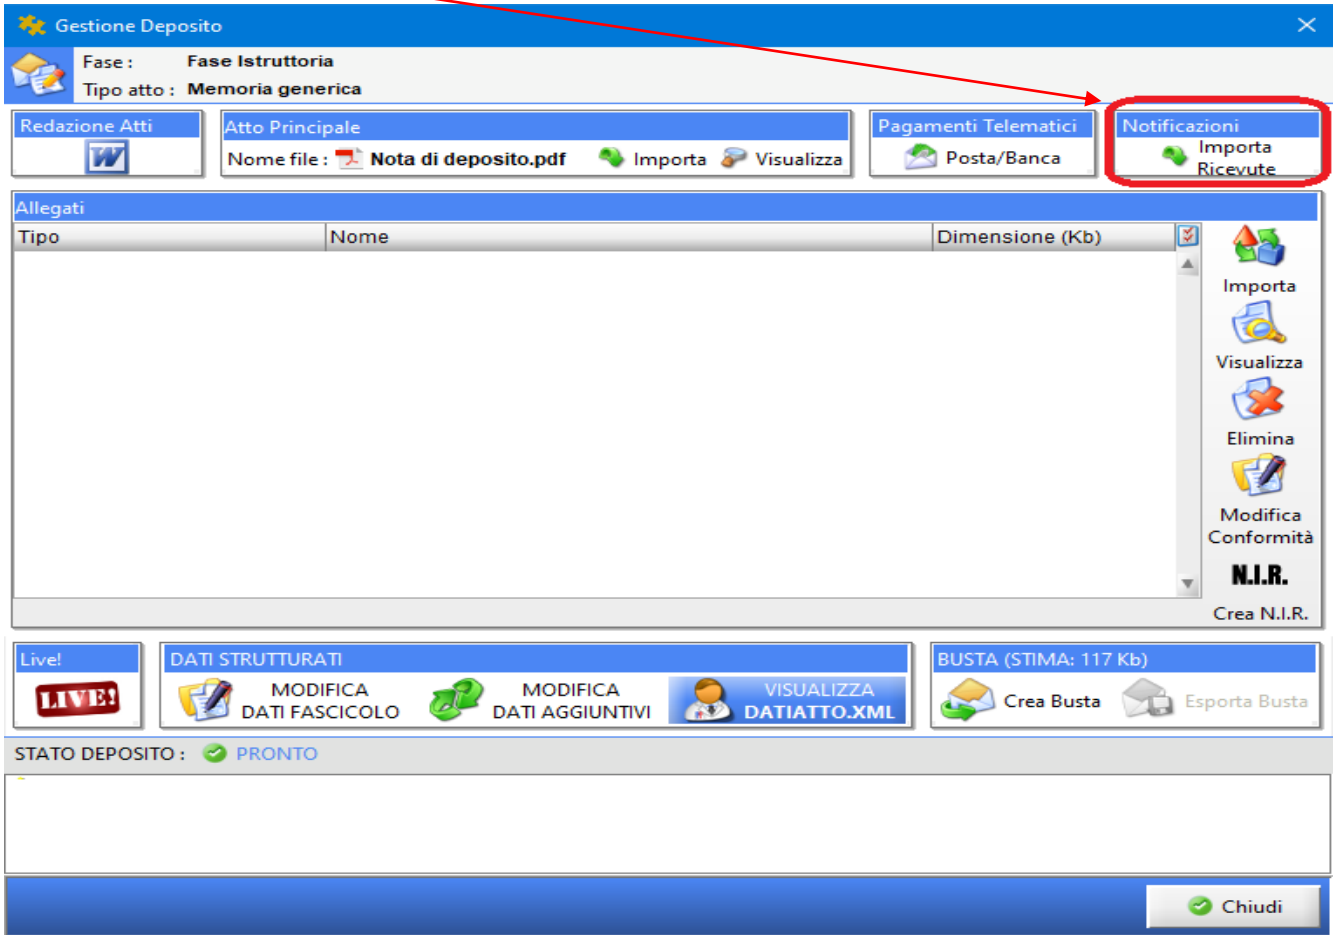 Gestione Deposito
Fase : Fase Istruttoria
Tipo atto : Memoria generica
Redazione Atti
Atto Principale
Nome file : Nota di deposito.pdf Importa Visualizza
Pagamenti Telematici
Posta/Banca
Notificazioni
Importa
Ricevute
Allegati
Tipo Nome Dimensione (Kb)
Importa
Visualizza
Elimina
Modifica
Conformità
N.I.R.
Crea N.I.R.
Live!
LIVE!
DATI STRUTTURATI
MODIFICA
DATI FASCICOLO
MODIFICA
DATI AGGIUNTIVI
VISUALIZZA
DATIATTO.XML
BUSTA (STIMA: 117 Kb)
Crea Busta Esporta Busta
STATO DEPOSITO : PRONTO
Chiudi